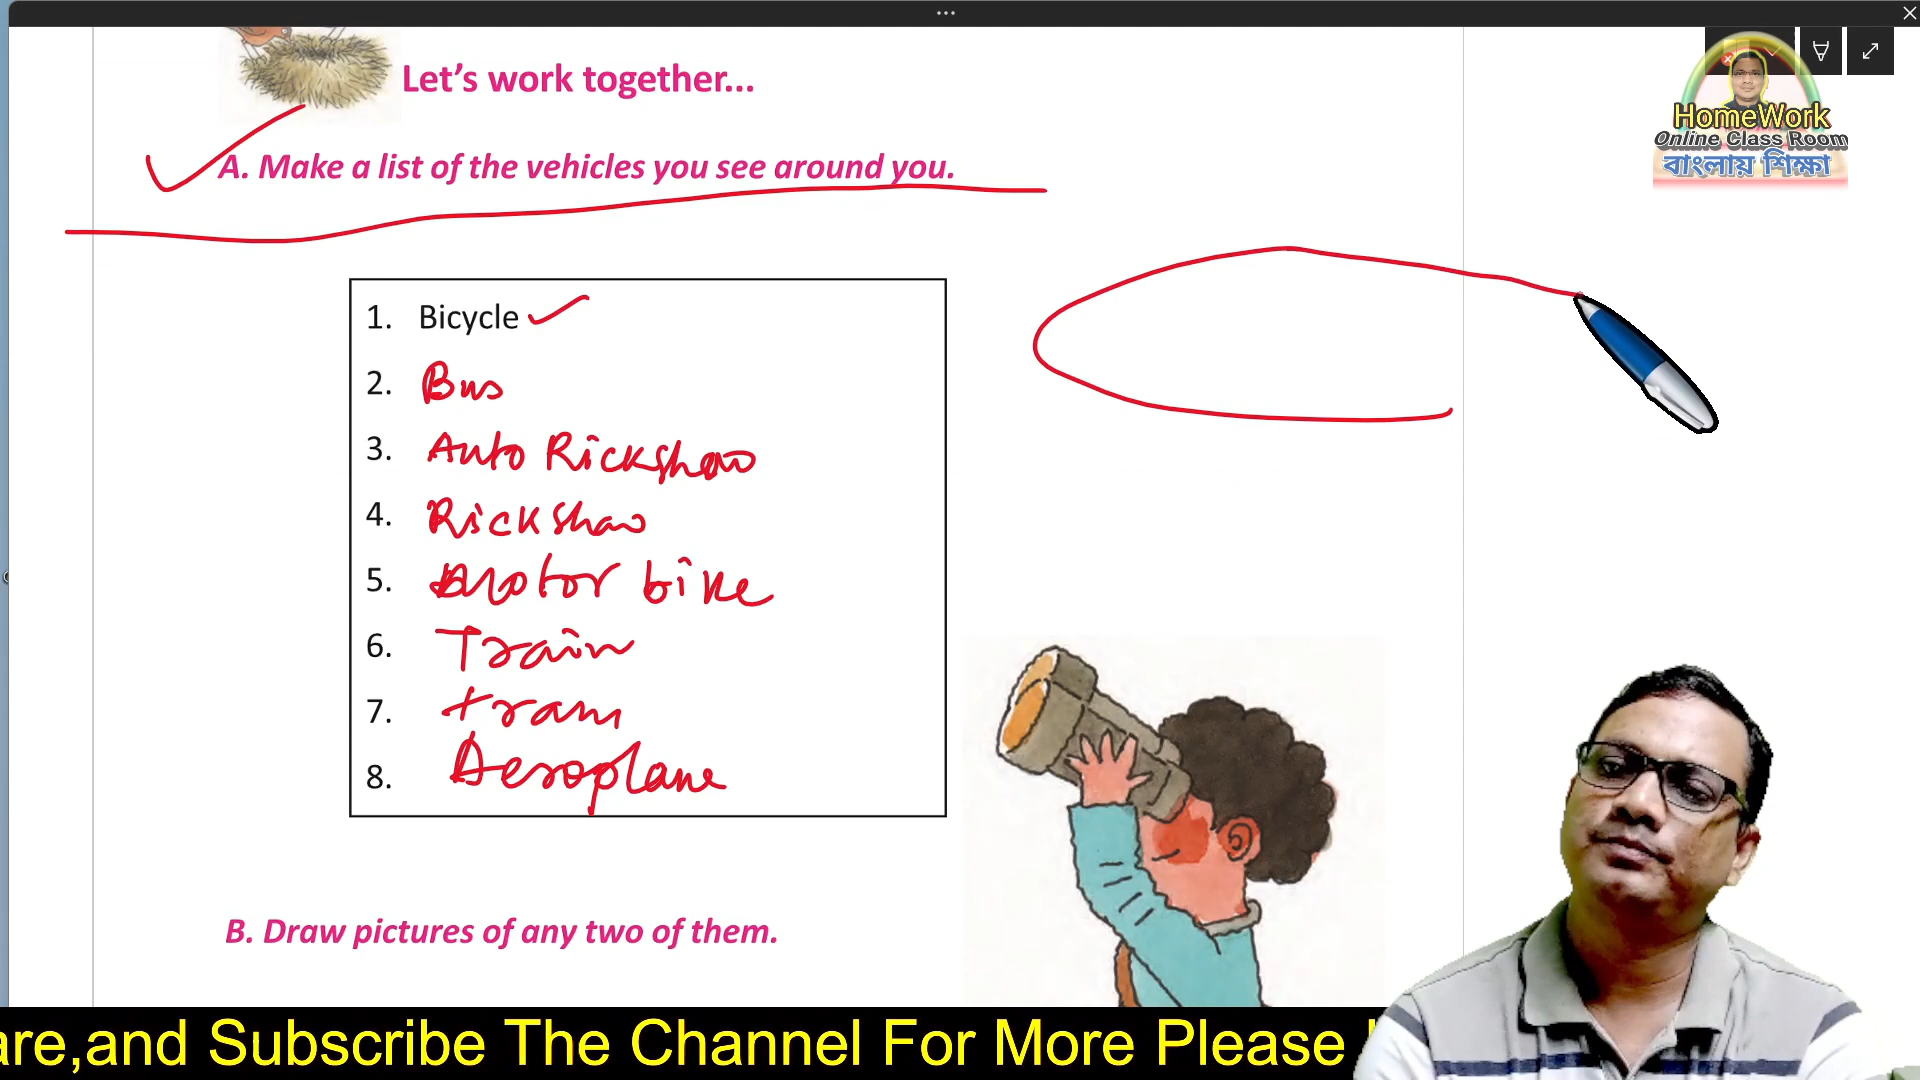 Let's work together...
HomeWork
Online Class Room
বাংলায় শিক্ষা
A. Make a list of the vehicles you see around you.
1. Bicycle
2. Bus
3. Auto Rickshaw
4. Rickshaw
5. Motor bike
6. Train
7. tram
8. Aeroplane
B. Draw pictures of any two of them.
are,and Subscribe The Channel For More Please